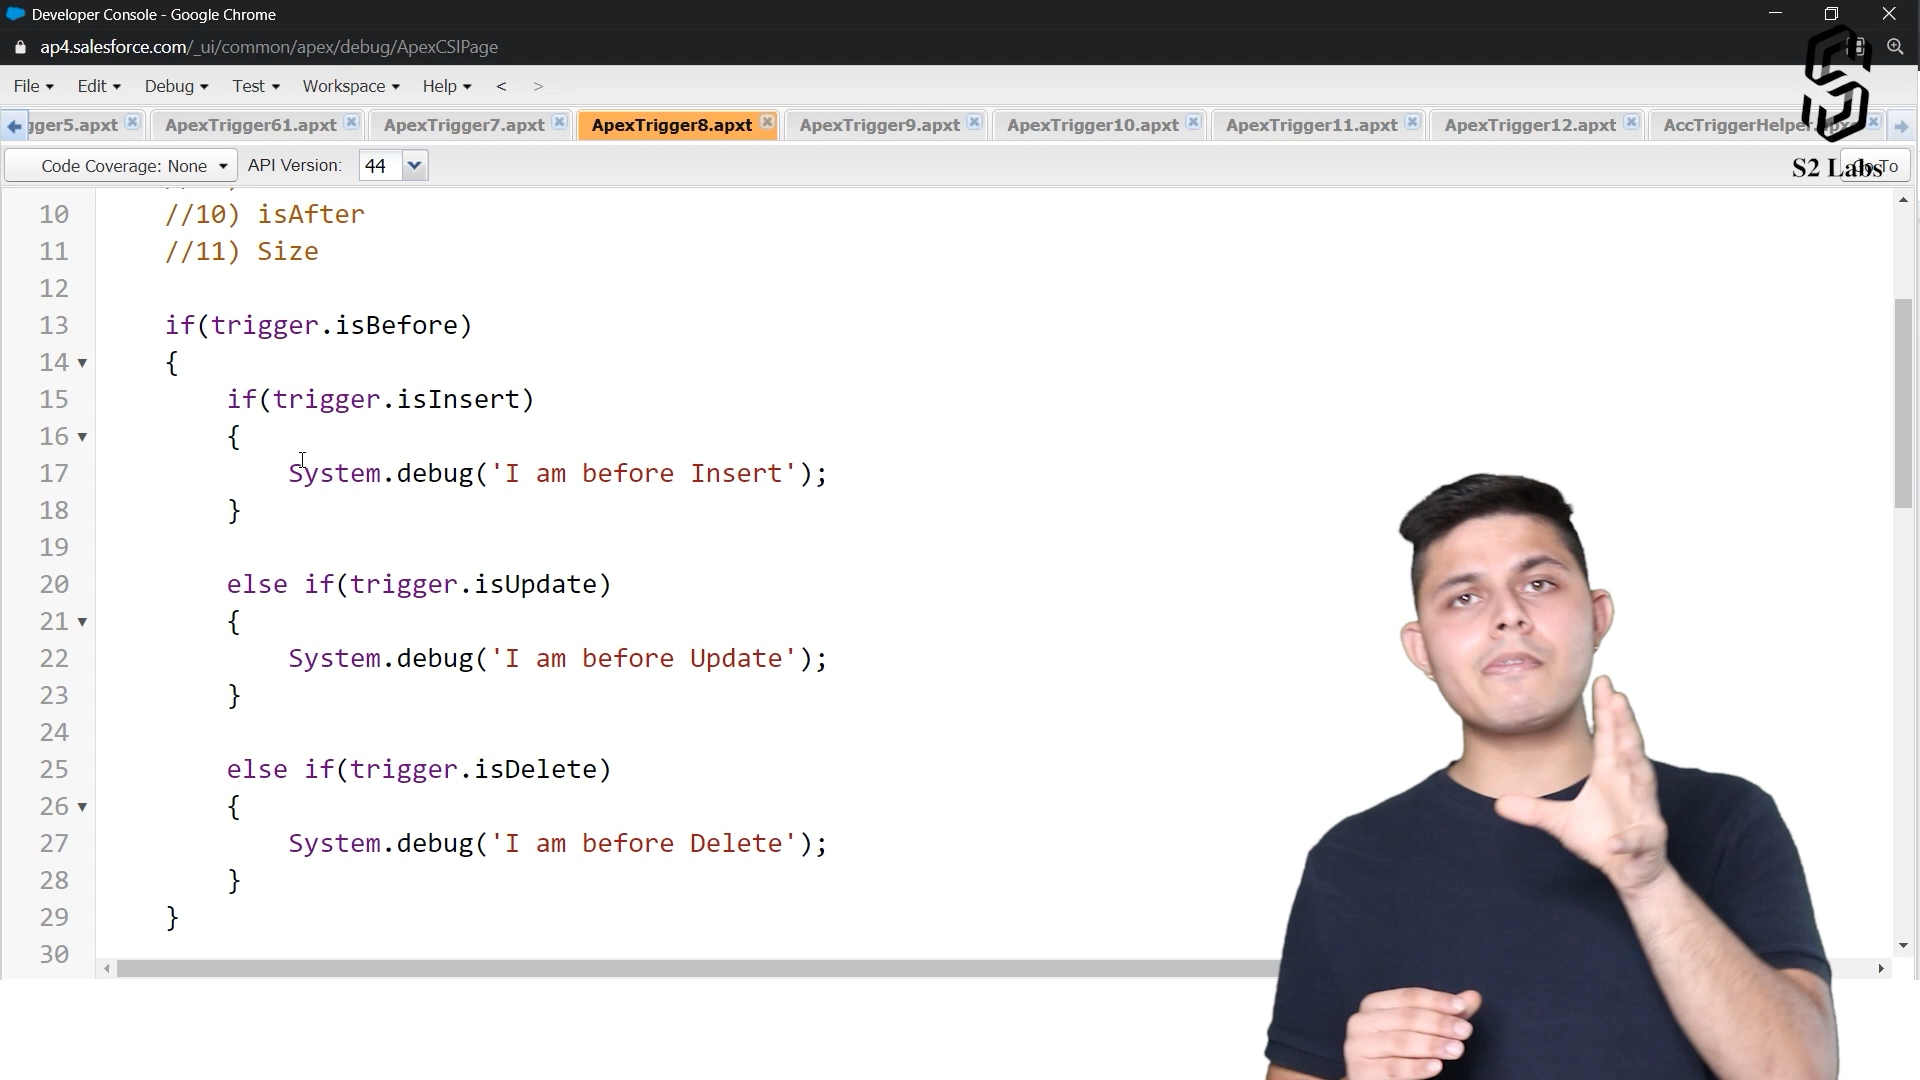 Developer Console - Google Chrome
ap4.salesforce.com/_ui/common/apex/debug/ApexCSIPage
File Edit Debug Test Workspace Help < >
gger5.apxt ApexTrigger61.apxt ApexTrigger7.apxt ApexTrigger8.apxt ApexTrigger9.apxt ApexTrigger10.apxt ApexTrigger11.apxt ApexTrigger12.apxt AccTriggerHelper.apxc
Code Coverage: None API Version: 44 Go To
S2 Labs
10 //10) isAfter
11 //11) Size
12
13 if(trigger.isBefore)
14 {
15 if(trigger.isInsert)
16 {
17 System.debug('I am before Insert');
18 }
19
20 else if(trigger.isUpdate)
21 {
22 System.debug('I am before Update');
23 }
24
25 else if(trigger.isDelete)
26 {
27 System.debug('I am before Delete');
28 }
29 }
30